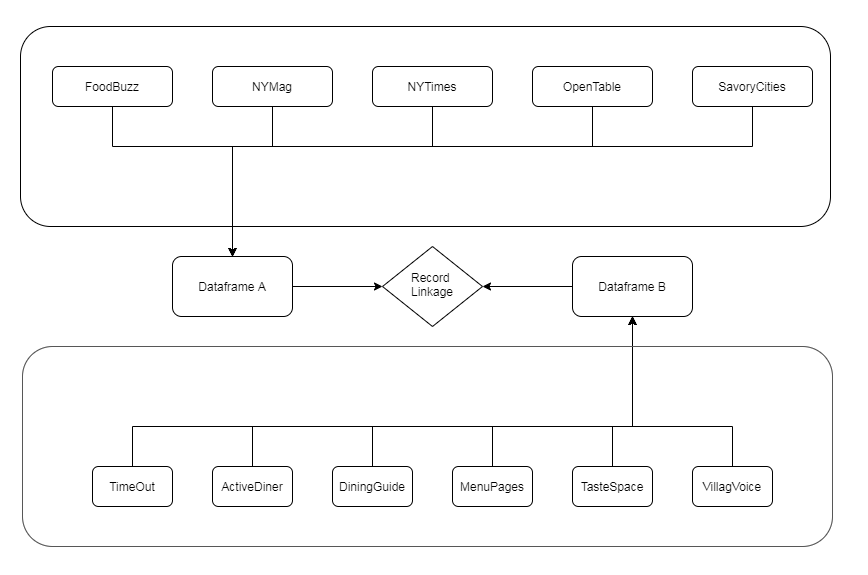 FoodBuzz
NYMag
NYTimes
OpenTable
SavoryCities
Dataframe A
Record
Linkage
Dataframe B
TimeOut
ActiveDiner
DiningGuide
MenuPages
TasteSpace
VillagVoice